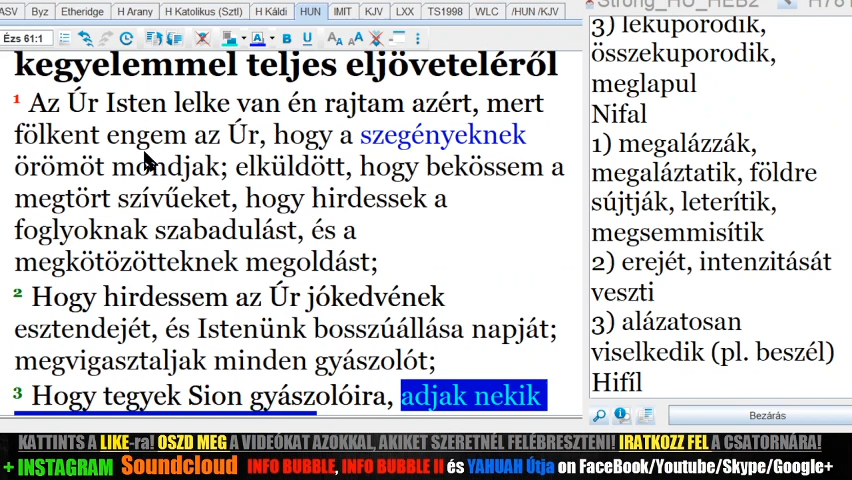 ASV Byz Etheridge H Arany H Katolikus (Sztl) H Káldi HUN IMIT KJV LXX TS1998 WLC /HUN /KJV
Ézs 61:1
kegyelemmel teljes eljöveteléről
1 Az Úr Isten lelke van én rajtam azért, mert
fölkent engem az Úr, hogy a szegényeknek
örömöt mondjak; elküldött, hogy bekössem a
megtört szívűeket, hogy hirdessek a
foglyoknak szabadulást, és a
megkötözötteknek megoldást;
2 Hogy hirdessem az Úr jókedvének
esztendejét, és Istenünk bosszúállása napját;
megvigasztaljak minden gyászolót;
3 Hogy tegyek Sion gyászolóira, adjak nekik
Strong_HU_HEB2
3) lekuporodik,
összekuporodik,
meglapul
Nifal
1) megalázzák,
megaláztatik, földre
sújtják, leterítik,
megsemmisítik
2) erejét, intenzitását
veszti
3) alázatosan
viselkedik (pl. beszél)
Hifíl
Bezárás
KATTINTS A LIKE-ra! OSZD MEG A VIDEÓKAT AZOKKAL, AKIKET SZERETNÉL FELÉBRESZTENI! IRATKOZZ FEL A CSATORNÁRA!
+ INSTAGRAM Soundcloud INFO BUBBLE, INFO BUBBLE II és YAHUAH Útja on FaceBook/Youtube/Skype/Google+